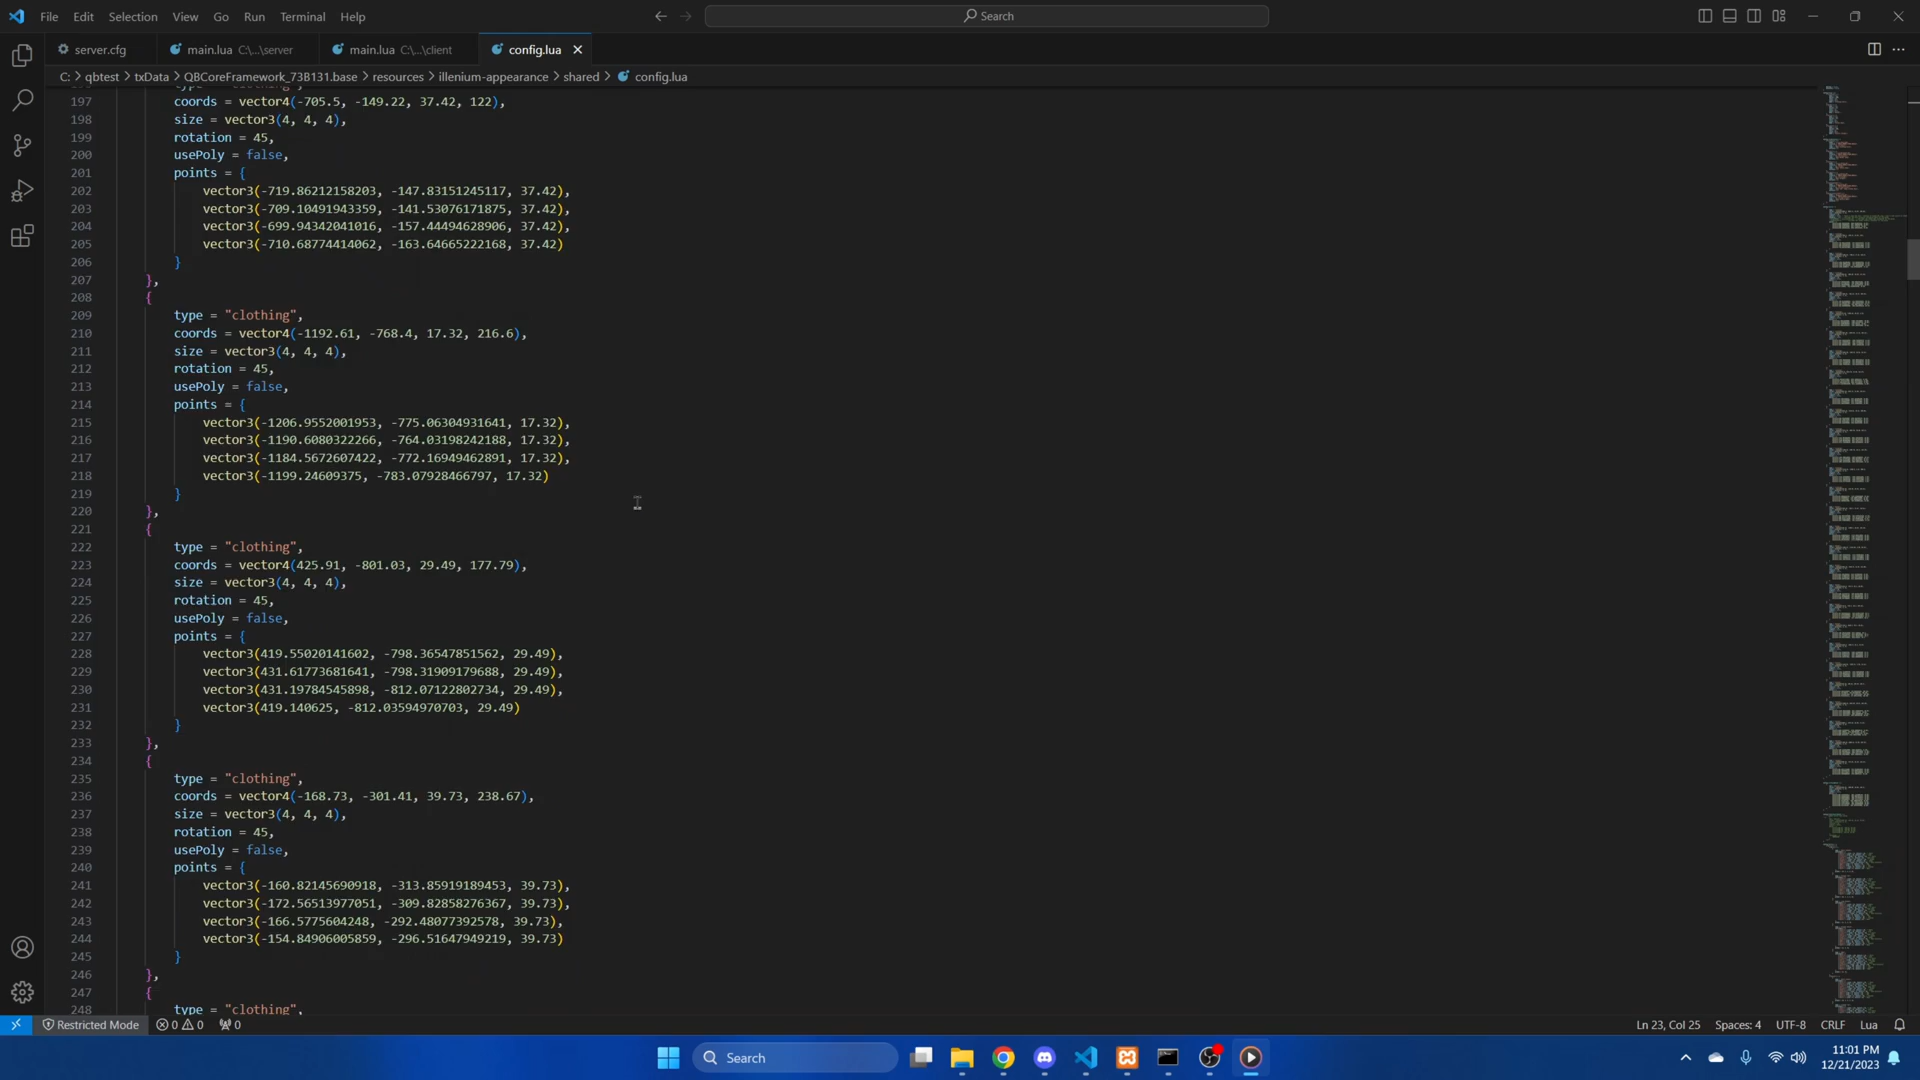 File Edit Selection View Go Run Terminal Help
Search
server.cfg main.lua C:\...\server main.lua C:\...\client config.lua
C: > qbtest > txData > QBCoreFramework_73B131.base > resources > illenium-appearance > shared > config.lua
197 coords = vector4(-705.5, -149.22, 37.42, 122),
198 size = vector3(4, 4, 4),
199 rotation = 45,
200 usePoly = false,
201 points = {
202 vector3(-719.86212158203, -147.83151245117, 37.42),
203 vector3(-709.10491943359, -141.53076171875, 37.42),
204 vector3(-699.94342041016, -157.44494628906, 37.42),
205 vector3(-710.68774414062, -163.64665222168, 37.42)
206 }
207 },
208 {
209 type = "clothing",
210 coords = vector4(-1192.61, -768.4, 17.32, 216.6),
211 size = vector3(4, 4, 4),
212 rotation = 45,
213 usePoly = false,
214 points = {
215 vector3(-1206.9552001953, -775.06304931641, 17.32),
216 vector3(-1190.6080322266, -764.03198242188, 17.32),
217 vector3(-1184.5672607422, -772.16949462891, 17.32),
218 vector3(-1199.24609375, -783.07928466797, 17.32)
219 }
220 },
221 {
222 type = "clothing",
223 coords = vector4(425.91, -801.03, 29.49, 177.79),
224 size = vector3(4, 4, 4),
225 rotation = 45,
226 usePoly = false,
227 points = {
228 vector3(419.55020141602, -798.36547851562, 29.49),
229 vector3(431.61773681641, -798.31909179688, 29.49),
230 vector3(431.19784545898, -812.07122802734, 29.49),
231 vector3(419.140625, -812.03594970703, 29.49)
232 }
233 },
234 {
235 type = "clothing",
236 coords = vector4(-168.73, -301.41, 39.73, 238.67),
237 size = vector3(4, 4, 4),
238 rotation = 45,
239 usePoly = false,
240 points = {
241 vector3(-160.82145690918, -313.85919189453, 39.73),
242 vector3(-172.56513977051, -309.82858276367, 39.73),
243 vector3(-166.5775604248, -292.48077392578, 39.73),
244 vector3(-154.84906005859, -296.51647949219, 39.73)
245 }
246 },
247 {
248 type = "clothing",
Restricted Mode 0 0 0 Ln 23, Col 25 Spaces: 4 UTF-8 CRLF Lua
Search
11:01 PM
12/21/2023